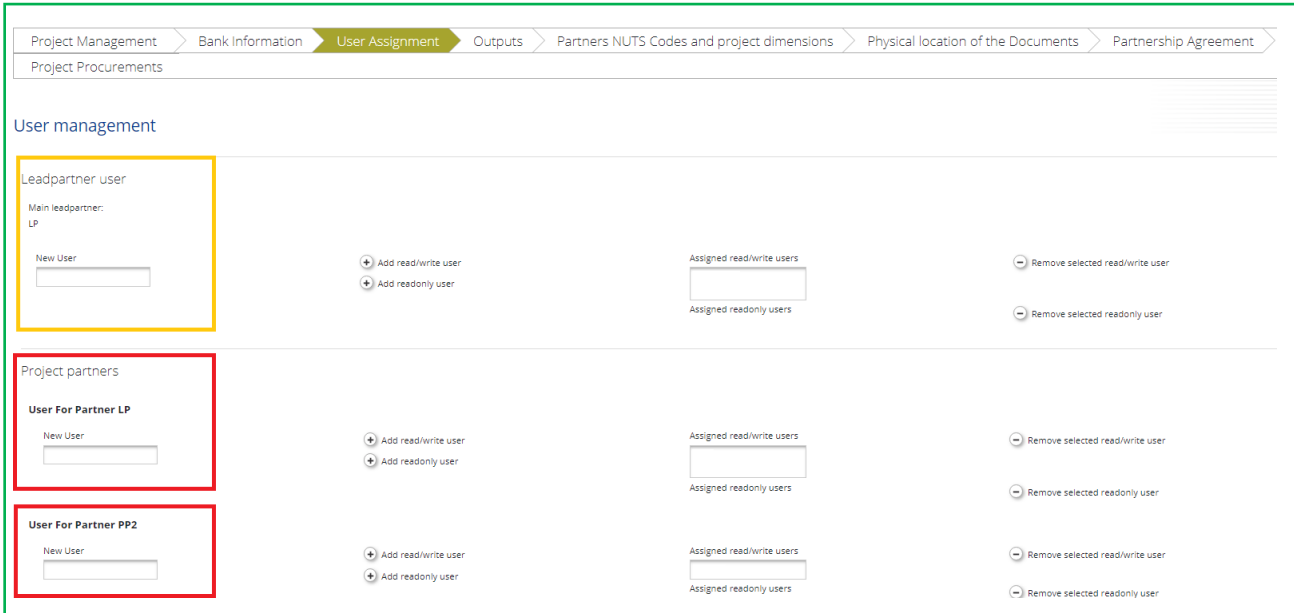 Project Management Bank Information User Assignment Outputs Partners NUTS Codes and project dimensions Physical location of the Documents Partnership Agreement
Project Procurements
User management
Leadpartner user
Main leadpartner:
LP
New User
Add read/write user
Add readonly user
Assigned read/write users
Assigned readonly users
Remove selected read/write user
Remove selected readonly user
Project partners
User For Partner LP
New User
Add read/write user
Add readonly user
Assigned read/write users
Assigned readonly users
Remove selected read/write user
Remove selected readonly user
User For Partner PP2
New User
Add read/write user
Add readonly user
Assigned read/write users
Assigned readonly users
Remove selected read/write user
Remove selected readonly user